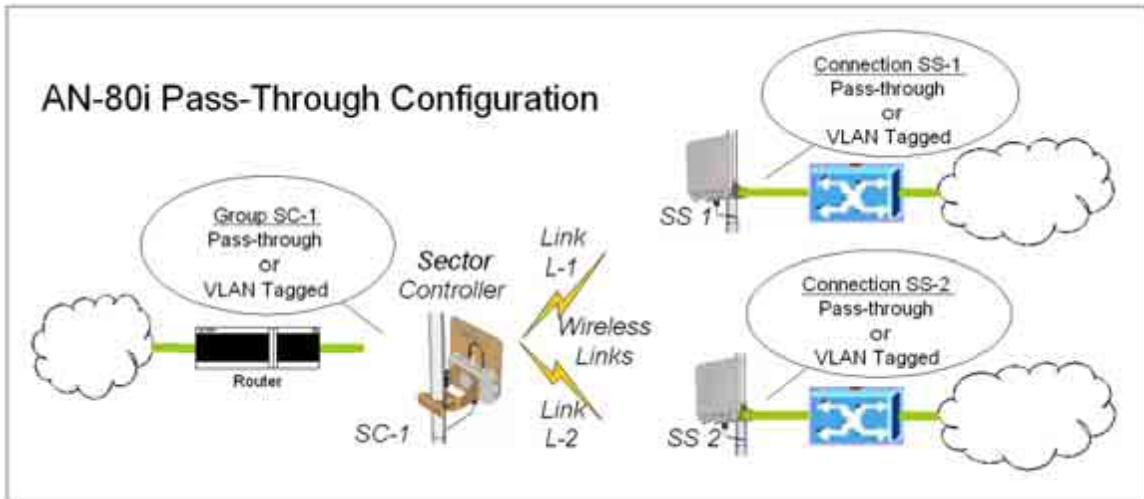 AN-80i Pass-Through Configuration
Group SC-1
Pass-through
or
VLAN Tagged
Router
Sector
Controller
SC-1
Link
L-1
Wireless
Links
Link
L-2
Connection SS-1
Pass-through
or
VLAN Tagged
SS 1
Connection SS-2
Pass-through
or
VLAN Tagged
SS 2